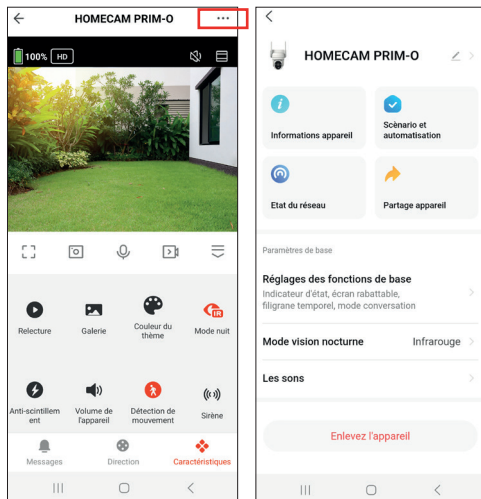 HOMECAM PRIM-O
100% HD
Relecture
Galerie
Couleur du
thème
Mode nuit
IR
Anti-scintillem
ent
Volume de
l'appareil
Détection de
mouvement
Sirène
Messages
Direction
Caractéristiques
HOMECAM PRIM-O
Informations appareil
Scènario et
automatisation
Etat du réseau
Partage appareil
Paramètres de base
Réglages des fonctions de base
Indicateur d'état, écran rabattable,
filigrane temporel, mode conversation
Mode vision nocturne
Infrarouge
Les sons
Enlevez l'appareil